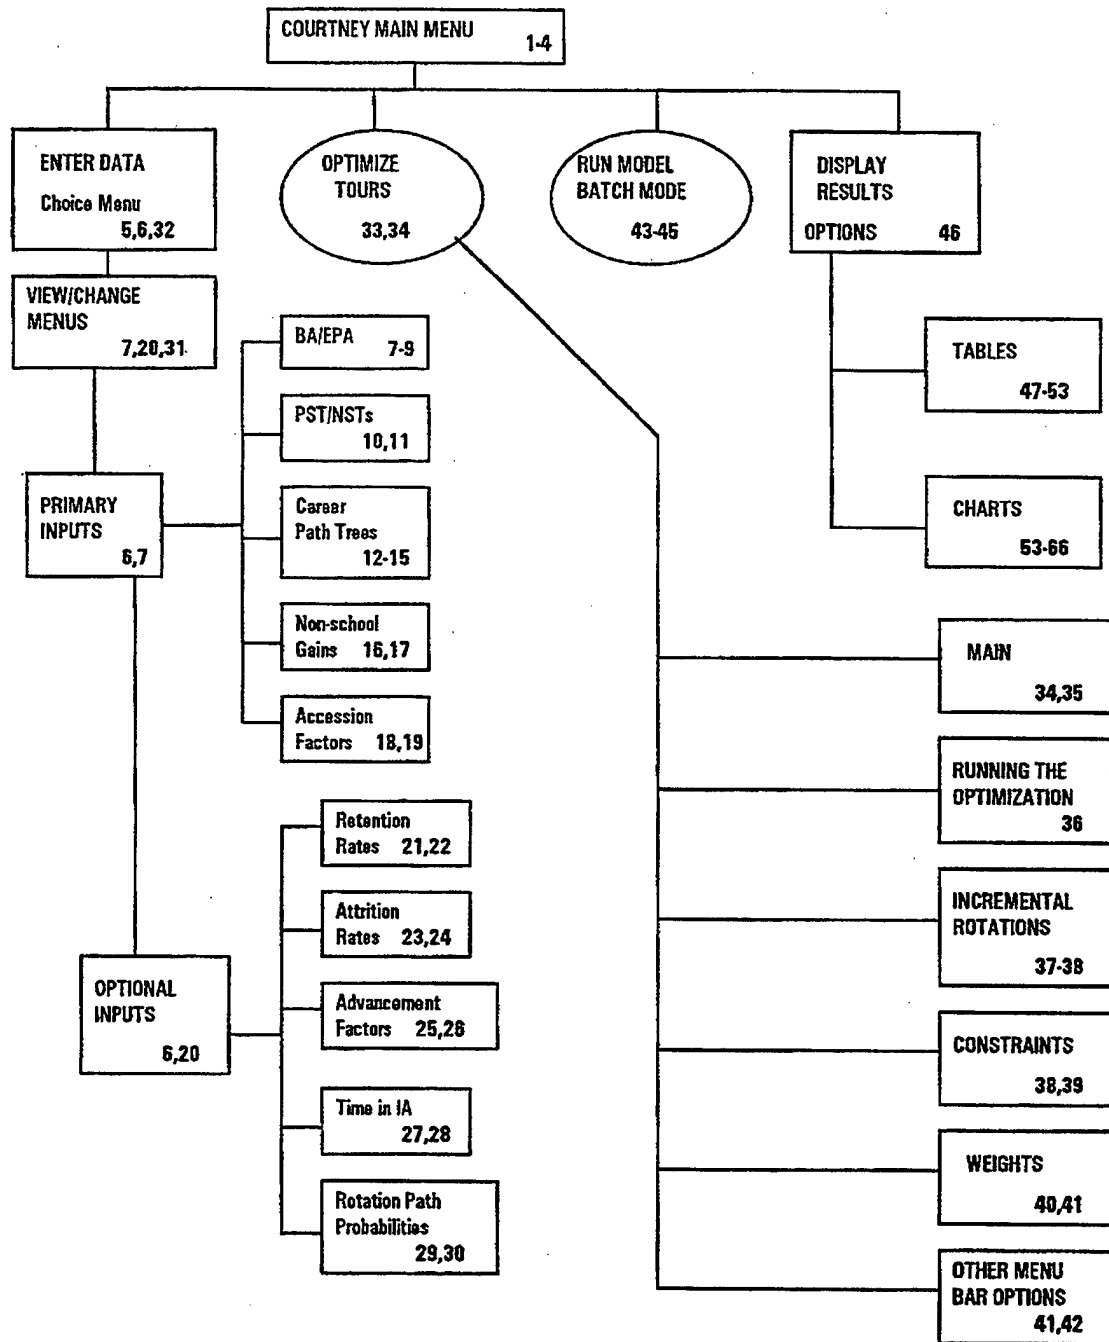 COURTNEY MAIN MENU
1-4
ENTER DATA
Choice Menu
5,6,32
OPTIMIZE
TOURS
33,34
RUN MODEL
BATCH MODE
43-45
DISPLAY
RESULTS
OPTIONS 46
VIEW/CHANGE
MENUS
7,20,31
BA/EPA
7-9
PST/NSTs
10,11
Career
Path Trees
12-15
Non-school
Gains 16,17
Accession
Factors 18,19
PRIMARY
INPUTS
6,7
TABLES
47-53
CHARTS
53-66
OPTIONAL
INPUTS
6,20
Retention
Rates 21,22
Attrition
Rates 23,24
Advancement
Factors 25,26
Time in IA
27,28
Rotation Path
Probabilities
29,30
MAIN
34,35
RUNNING THE
OPTIMIZATION
36
INCREMENTAL
ROTATIONS
37-38
CONSTRAINTS
38,39
WEIGHTS
40,41
OTHER MENU
BAR OPTIONS
41,42